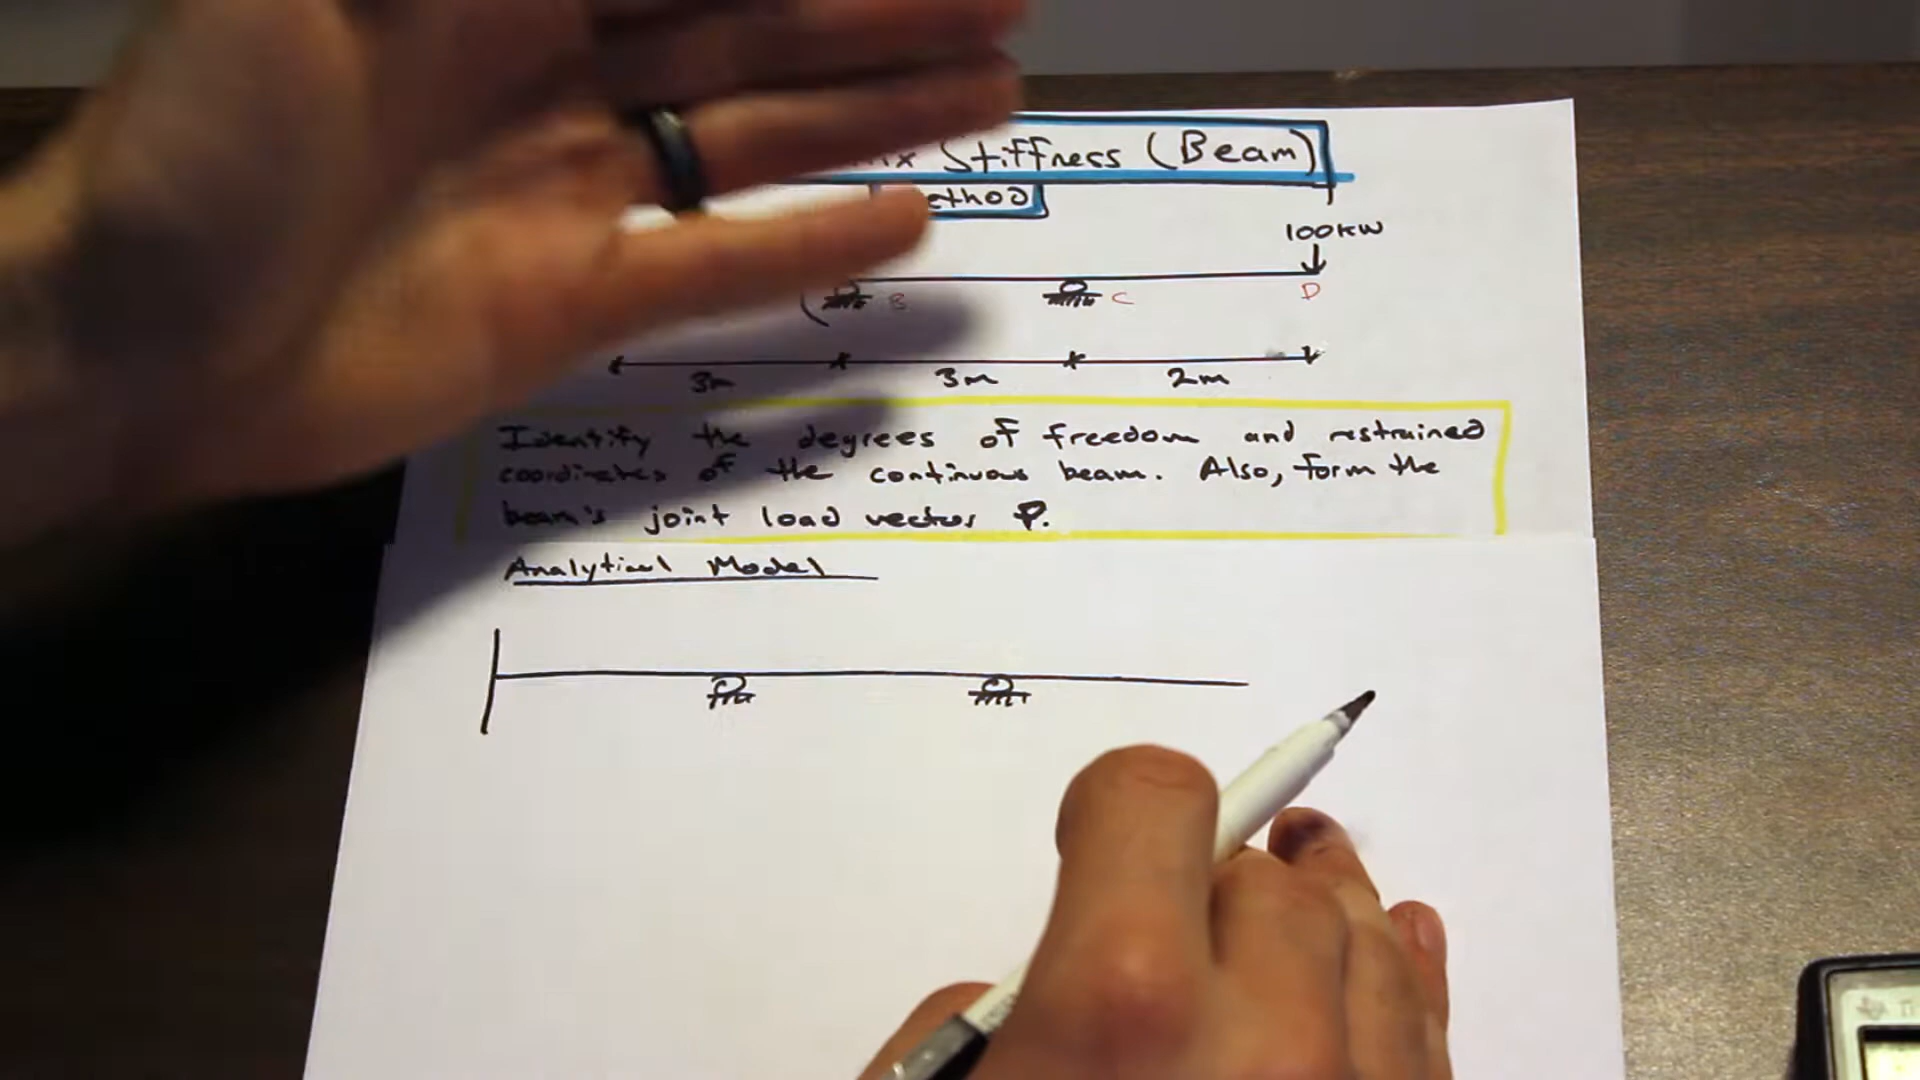 Stiffness (Beam)
ethod
100KN
B C D
3m 3m 2m
Identify the degrees of freedom and restrained
coordinates of the continuous beam. Also, form the
beam's joint load vector P.
Analytical Model